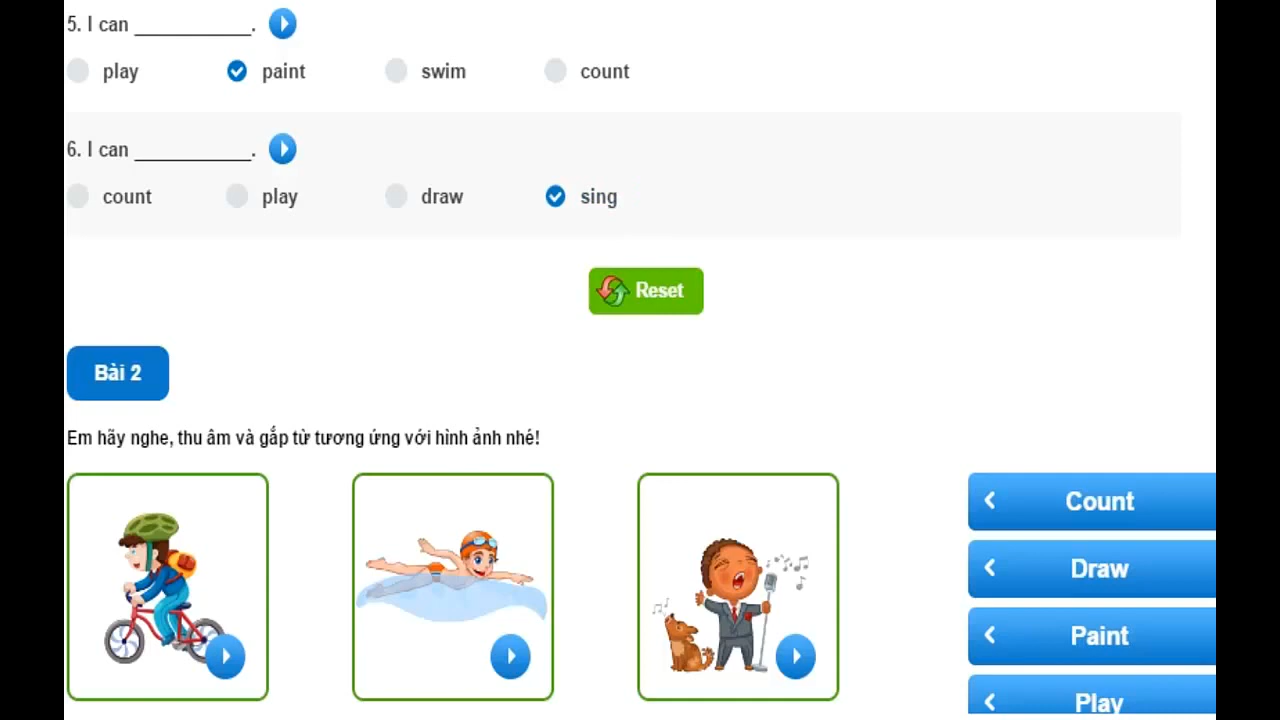 5. I can ___________.
play paint swim count
6. I can ___________.
count play draw sing
Reset
Bài 2
Em hãy nghe, thu âm và gắp từ tương ứng với hình ảnh nhé!
Count
Draw
Paint
Play